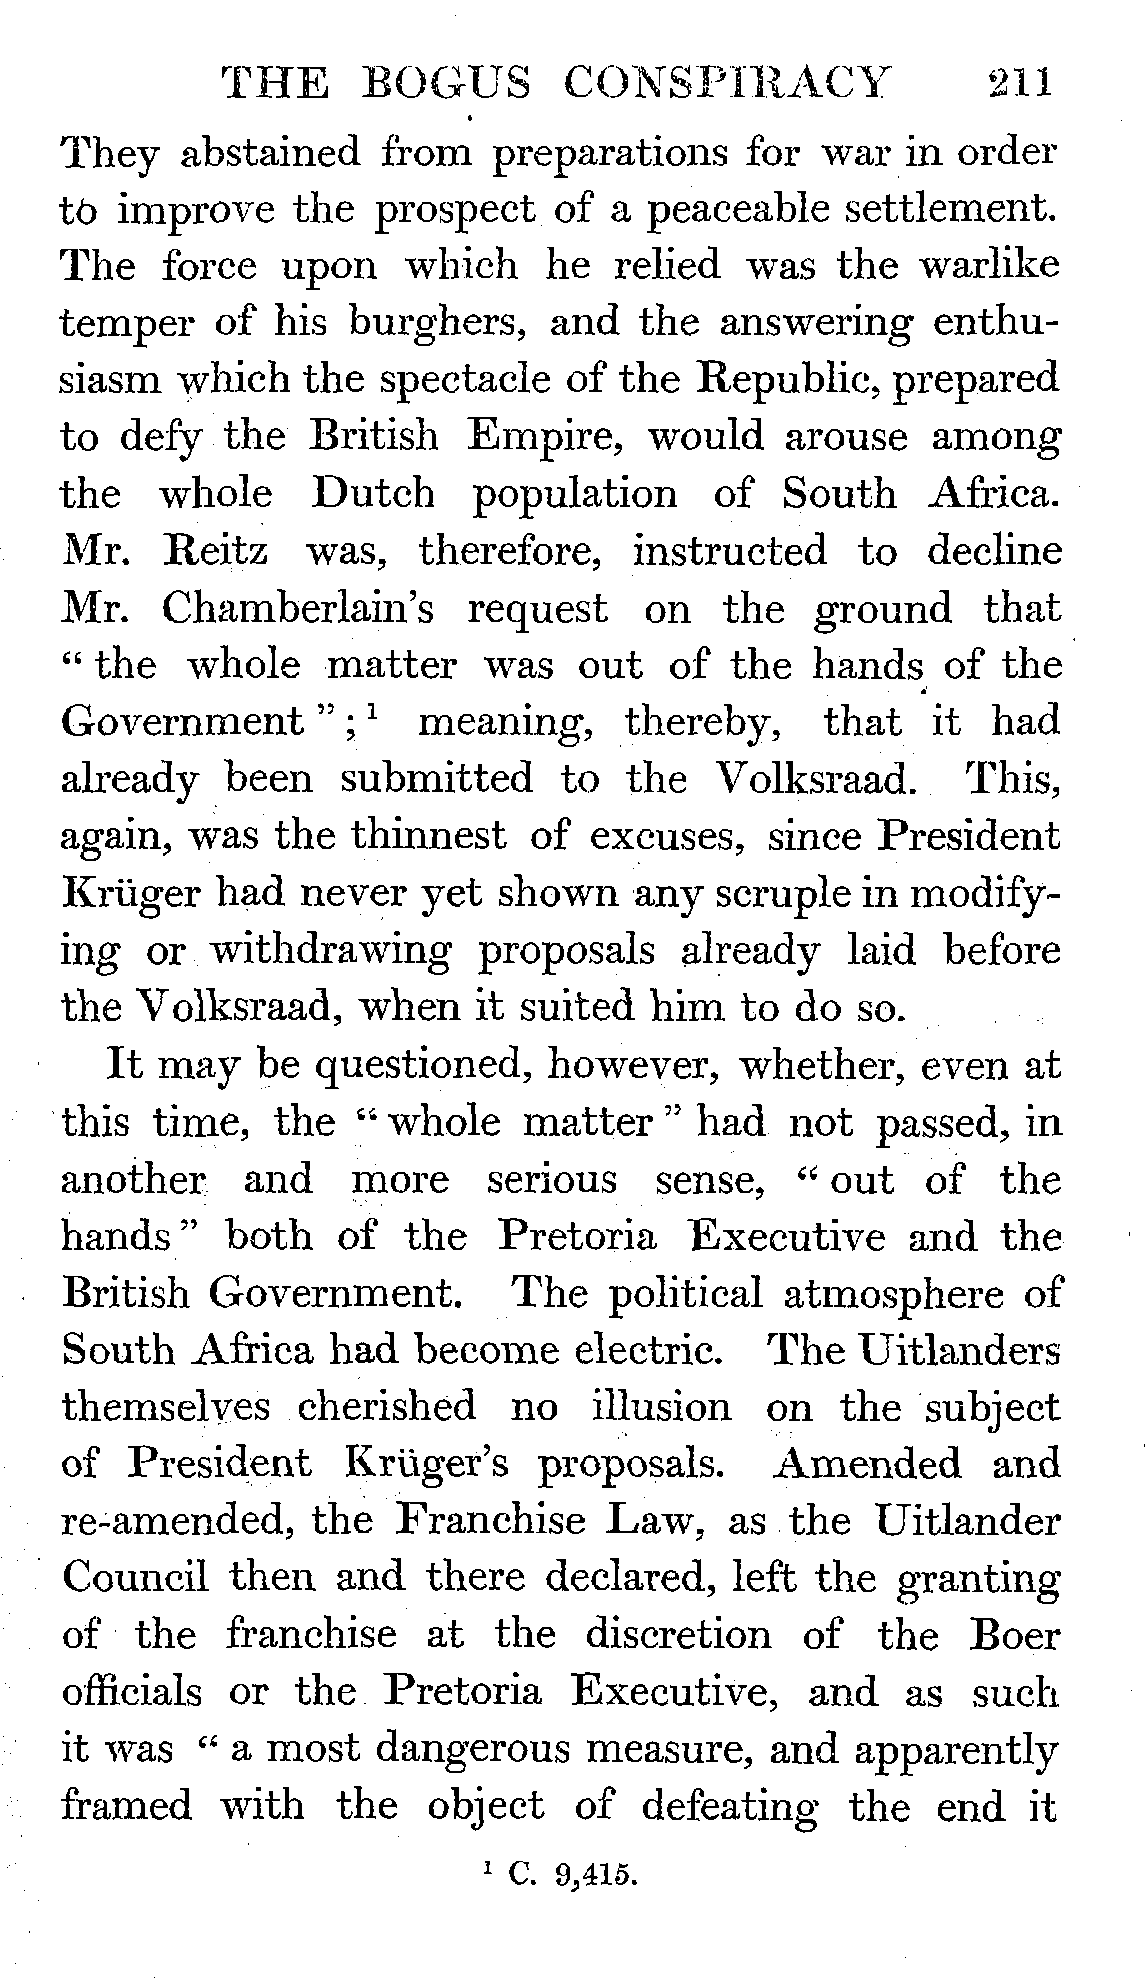 THE BOGUS CONSPIRACY 211
They abstained from preparations for war in order
to improve the prospect of a peaceable settlement.
The force upon which he relied was the warlike
temper of his burghers, and the answering enthu-
siasm which the spectacle of the Republic, prepared
to defy the British Empire, would arouse among
the whole Dutch population of South Africa.
Mr. Reitz was, therefore, instructed to decline
Mr. Chamberlain's request on the ground that
“ the whole matter was out of the hands of the
Government ” ; ¹ meaning, thereby, that it had
already been submitted to the Volksraad. This,
again, was the thinnest of excuses, since President
Krüger had never yet shown any scruple in modify-
ing or withdrawing proposals already laid before
the Volksraad, when it suited him to do so.
It may be questioned, however, whether, even at
this time, the “ whole matter ” had not passed, in
another and more serious sense, “ out of the
hands ” both of the Pretoria Executive and the
British Government. The political atmosphere of
South Africa had become electric. The Uitlanders
themselves cherished no illusion on the subject
of President Krüger's proposals. Amended and
re-amended, the Franchise Law, as the Uitlander
Council then and there declared, left the granting
of the franchise at the discretion of the Boer
officials or the Pretoria Executive, and as such
it was “ a most dangerous measure, and apparently
framed with the object of defeating the end it
¹ C. 9,415.